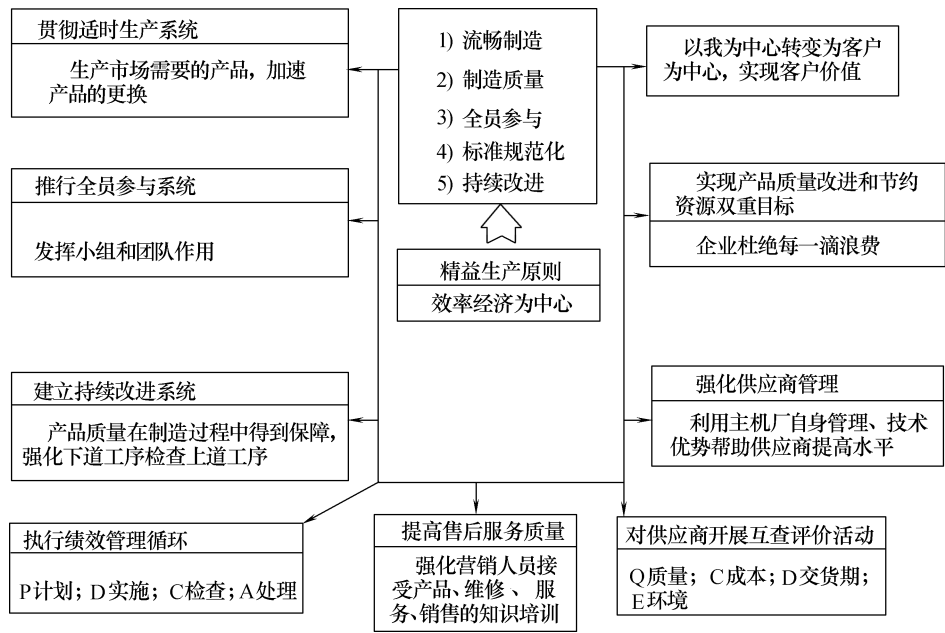 贯彻适时生产系统
生产市场需要的产品，加速
产品的更换
1) 流畅制造
2) 制造质量
3) 全员参与
4) 标准规范化
5) 持续改进
以我为中心转变为客户
为中心，实现客户价值
推行全员参与系统
发挥小组和团队作用
实现产品质量改进和节约
资源双重目标
企业杜绝每一滴浪费
精益生产原则
效率经济为中心
建立持续改进系统
产品质量在制造过程中得到保障，
强化下道工序检查上道工序
强化供应商管理
利用主机厂自身管理、技术
优势帮助供应商提高水平
执行绩效管理循环
P计划；D实施；C检查；A处理
提高售后服务质量
强化营销人员接
受产品、维修、服
务、销售的知识培训
对供应商开展互查评价活动
Q质量；C成本；D交货期；
E环境